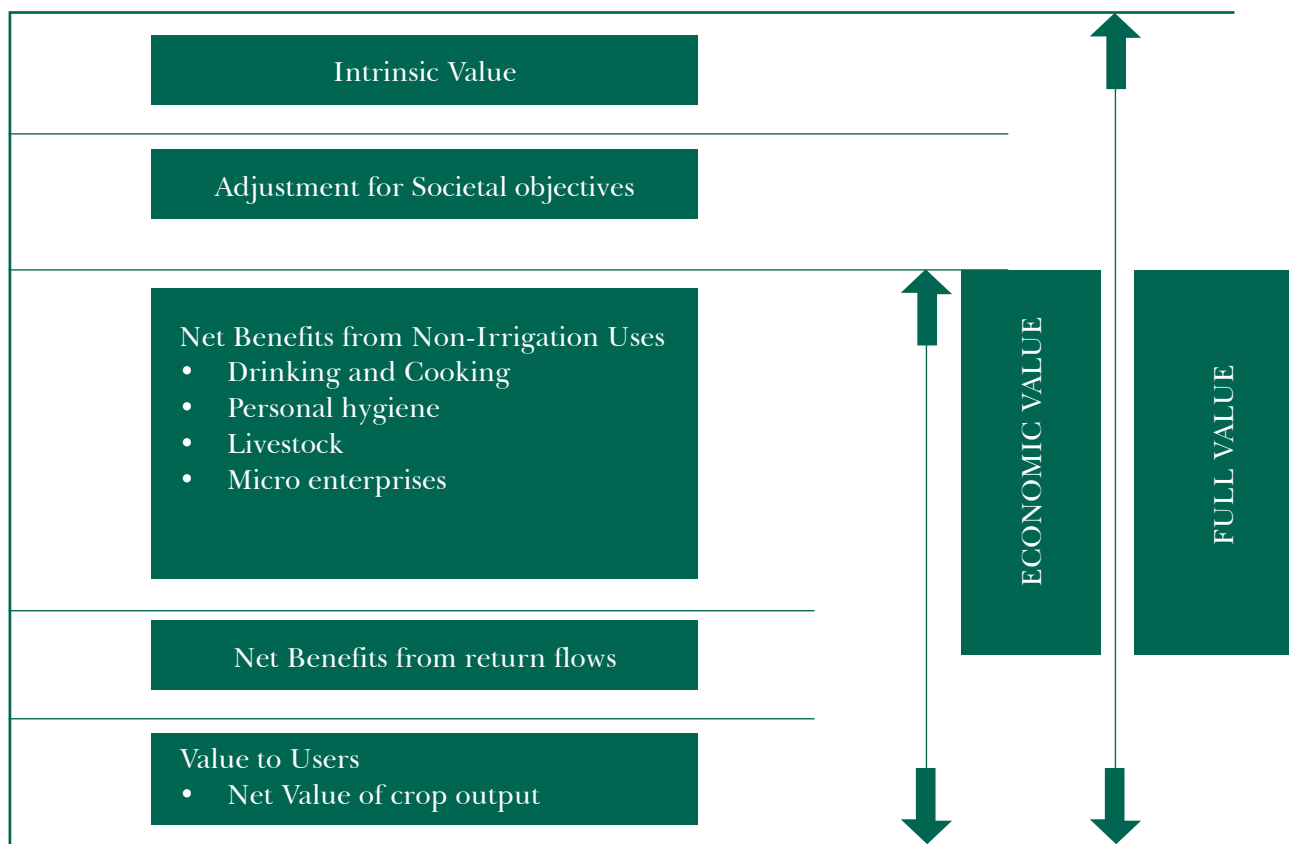 Intrinsic Value
Adjustment for Societal objectives
Net Benefits from Non-Irrigation Uses
• Drinking and Cooking
• Personal hygiene
• Livestock
• Micro enterprises
Net Benefits from return flows
Value to Users
• Net Value of crop output
ECONOMIC VALUE
FULL VALUE